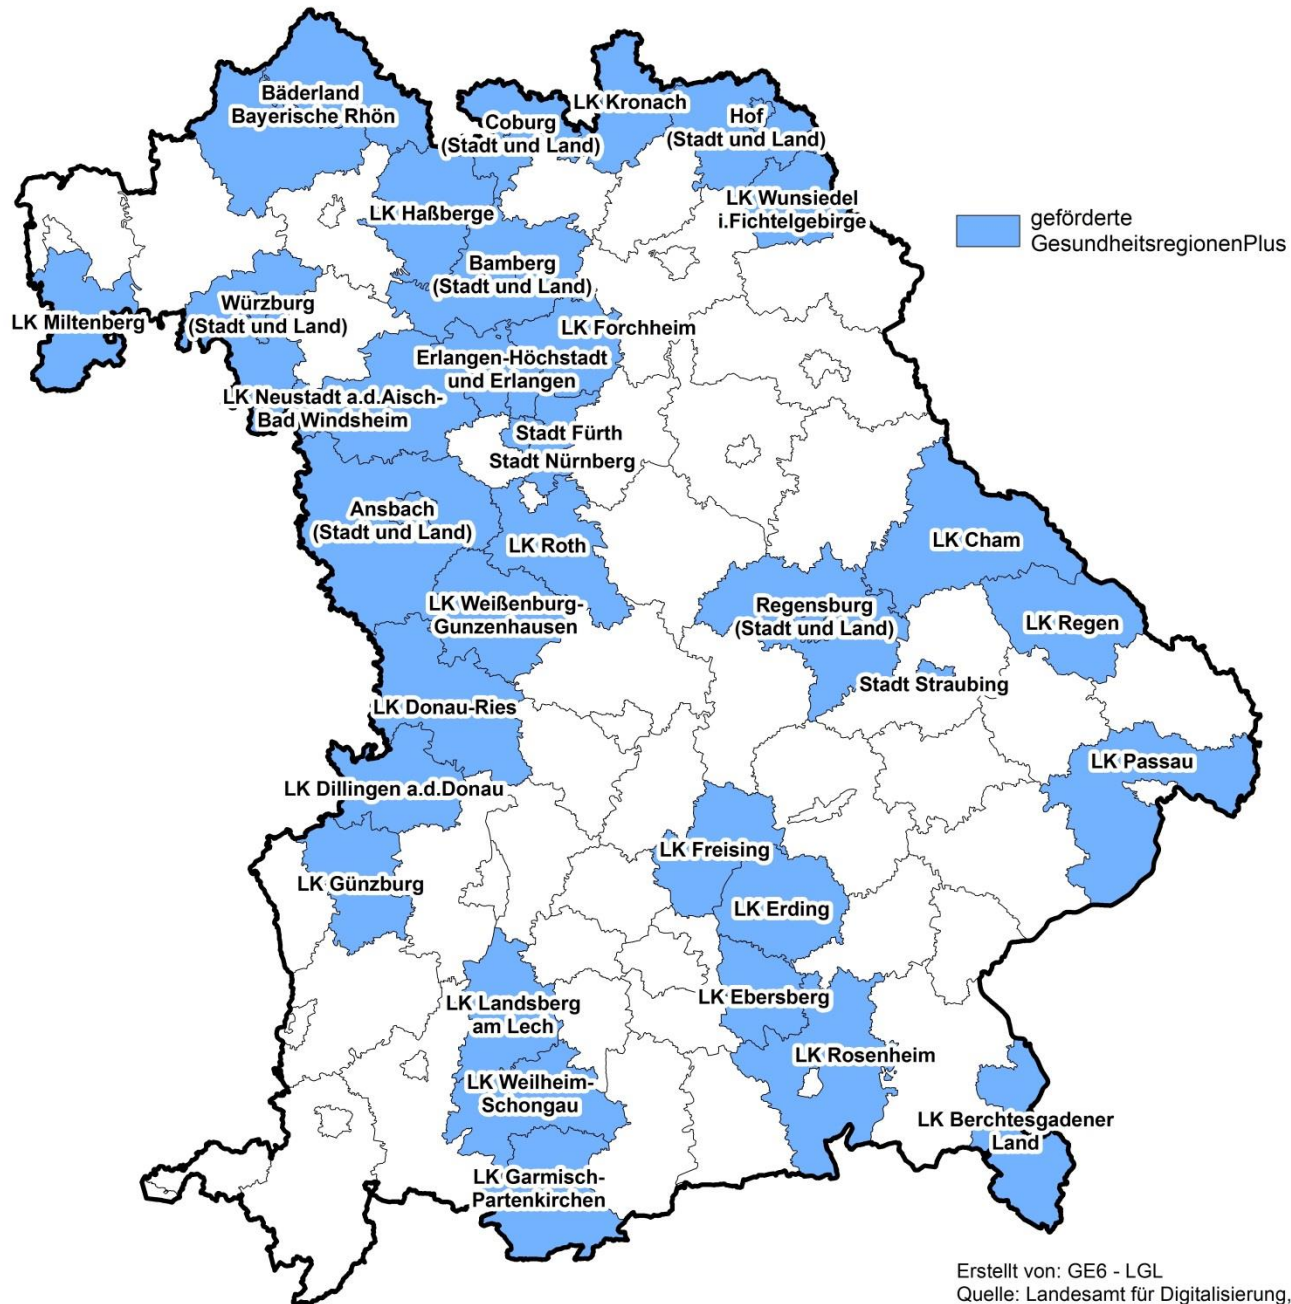 Bäderland
Bayerische Rhön
Coburg
(Stadt und Land)
LK Kronach
Hof
(Stadt und Land)
LK Haßberge
LK Wunsiedel
i.Fichtelgebirge
geförderte
GesundheitsregionenPlus
Bamberg
(Stadt und Land)
Würzburg
(Stadt und Land)
LK Miltenberg
LK Forchheim
Erlangen-Höchstadt
und Erlangen
LK Neustadt a.d.Aisch-
Bad Windsheim
Stadt Fürth
Stadt Nürnberg
Ansbach
(Stadt und Land)
LK Roth
LK Cham
LK Weißenburg-
Gunzenhausen
Regensburg
(Stadt und Land)
LK Regen
Stadt Straubing
LK Donau-Ries
LK Passau
LK Dillingen a.d.Donau
LK Freising
LK Günzburg
LK Erding
LK Landsberg
am Lech
LK Ebersberg
LK Rosenheim
LK Weilheim-
Schongau
LK Berchtesgadener
Land
LK Garmisch-
Partenkirchen
Erstellt von: GE6 - LGL
Quelle: Landesamt für Digitalisierung,